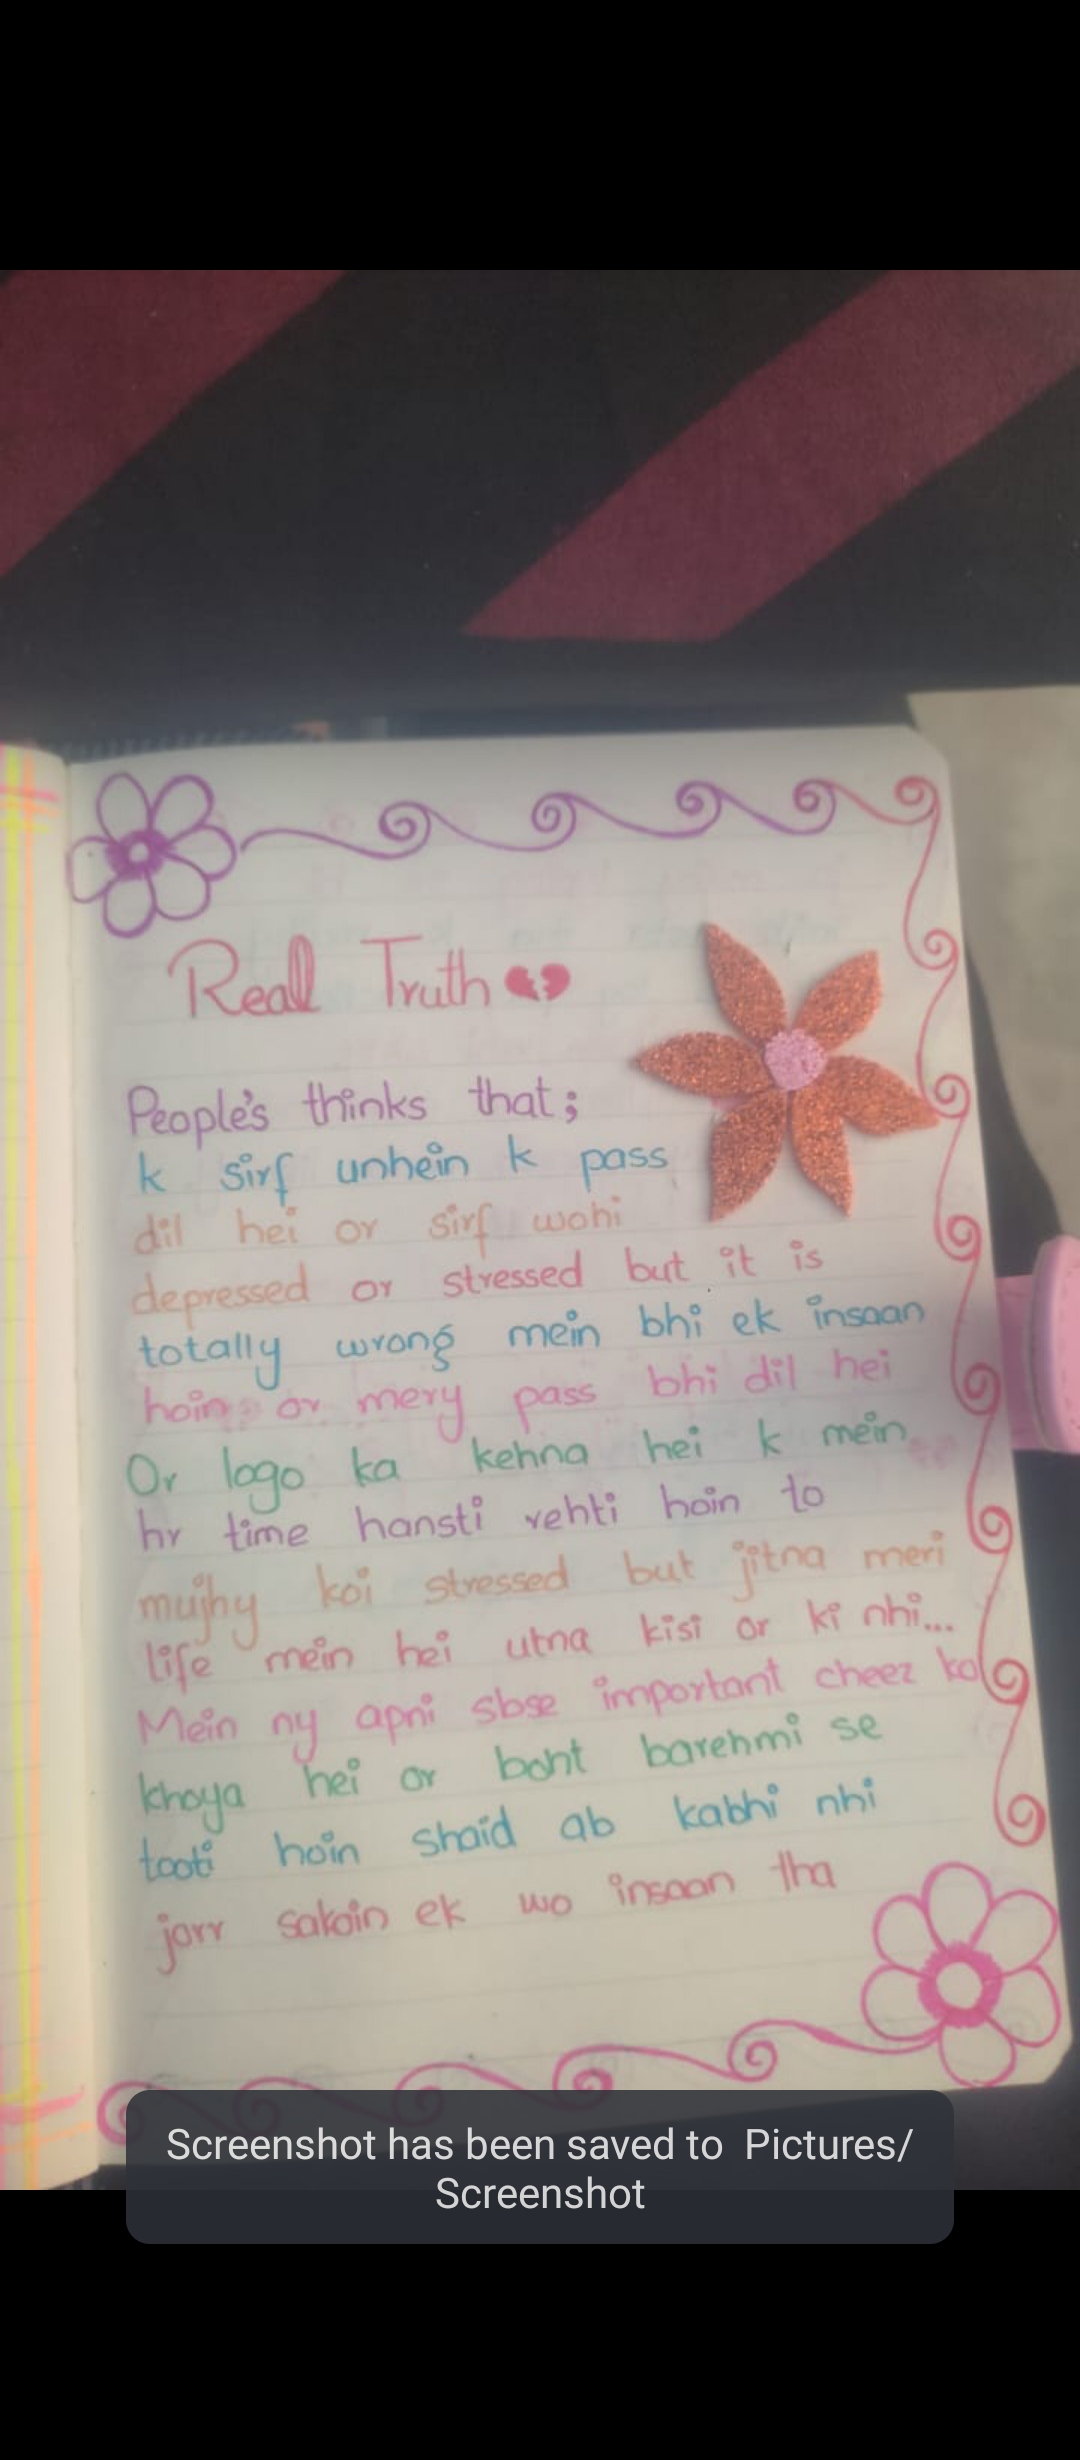 Real Truth 💔
People's thinks that;
k sirf unhein k pass
dil hei or sirf wohi
depressed or stressed but it is
totally wrong mein bhi ek insaan
hoin or mery pass bhi dil hei
Or logo ka kehna hei k mein
hr time hansti rehti hoin to
mujhy koi stressed but jitna meri
life mein hei utna kisi or ki nhi...
Mein ny apni sbse important cheez ko
khoya hei or boht barehmi se
tooti hoin shaid ab kabhi nhi
jorr sakoin ek wo insaan tha
Screenshot has been saved to Pictures/
Screenshot